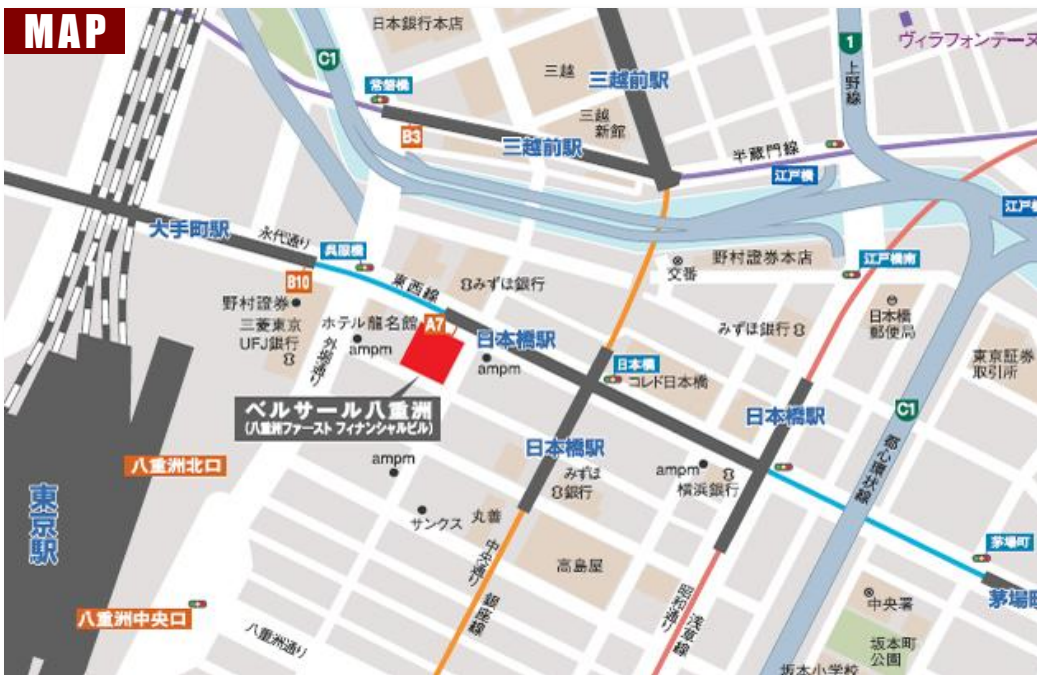 MAP
日本銀行本店
C1
三越
三越前駅
1
上野線
ヴィラフォンテーヌ
常盤橋
B3
三越
新館
三越前駅
半蔵門線
江戸橋
江戸橋
大手町駅
永代通り
呉服橋
B10
東西線
みずほ銀行
交番
野村證券本店
江戸橋南
野村證券
三菱東京
UFJ銀行
外堀通り
ホテル龍名館
ampm
A7
日本橋駅
ampm
みずほ銀行
日本橋
郵便局
東京証券
取引所
日本橋
コレド日本橋
ベルサール八重洲
(八重洲ファースト フィナンシャルビル)
日本橋駅
日本橋駅
C1
都心環状線
八重洲北口
ampm
みずほ
銀行
ampm
横浜銀行
東京駅
サンクス
丸善
中央通り
銀座線
高島屋
昭和通り
浅草線
茅場町
茅場町
中央署
八重洲中央口
八重洲通り
坂本町
公園
坂本小学校